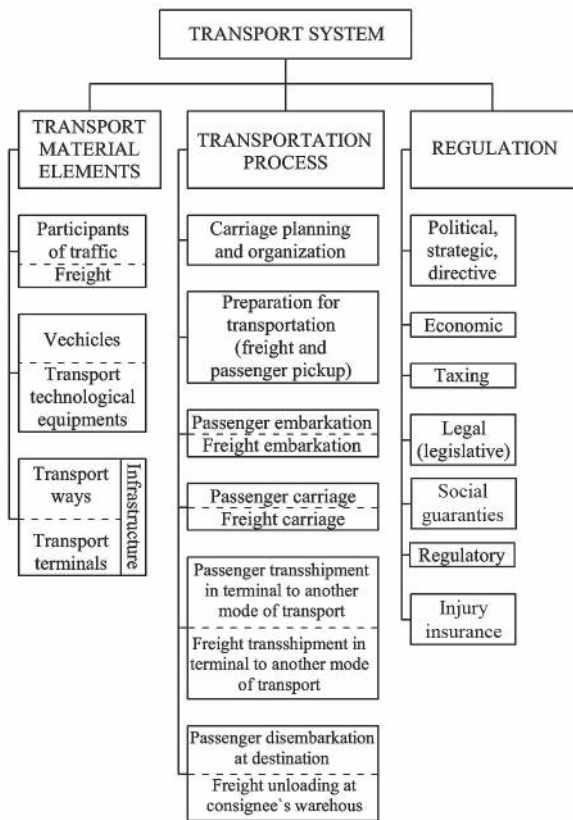 TRANSPORT SYSTEM
TRANSPORT
MATERIAL
ELEMENTS
Participants
of traffic
Freight
Vechicles
Transport
technological
equipments
Transport
ways
Transport
terminals
Infrastructure
TRANSPORTATION
PROCESS
Carriage planning
and organization
Preparation for
transportation
(freight and
passenger pickup)
Passenger embarkation
Freight embarkation
Passenger carriage
Freight carriage
Passenger transshipment
in terminal to another
mode of transport
Freight transshipment in
terminal to another mode
of transport
Passenger disembarkation
at destination
Freight unloading at
consignee`s warehous
REGULATION
Political,
strategic,
directive
Economic
Taxing
Legal
(legislative)
Social
guaranties
Regulatory
Injury
insurance